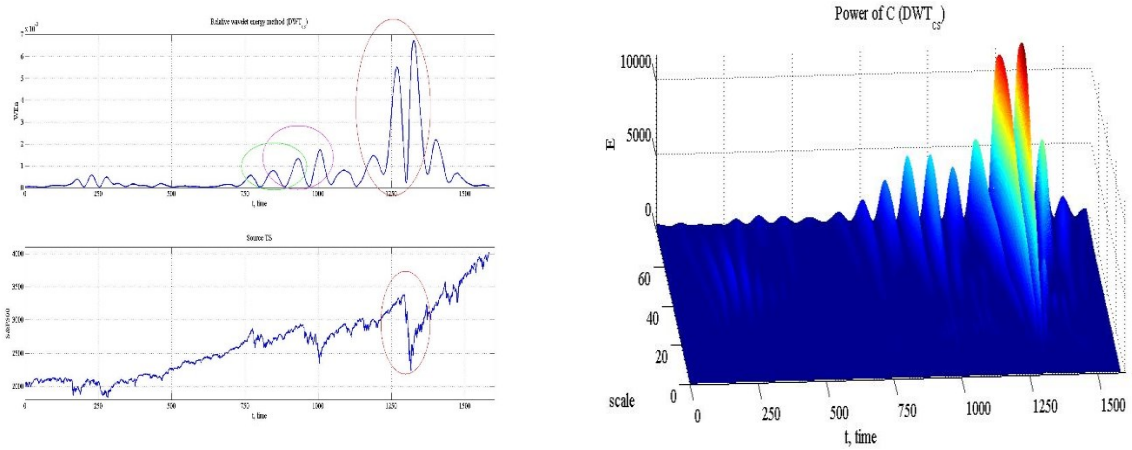 Relative wavelet energy method (DWT_CS)
x 10^-3
7
6
5
4
3
2
1
0
0 250 500 750 1000 1250 1500
t, time
Source TS
4000
3500
3000
2500
2000
0 250 500 750 1000 1250 1500
t, time
Power of C (DWT_CS)
10000
5000
0
E
60
40
20
0
scale
0 250 500 750 1000 1250 1500
t, time